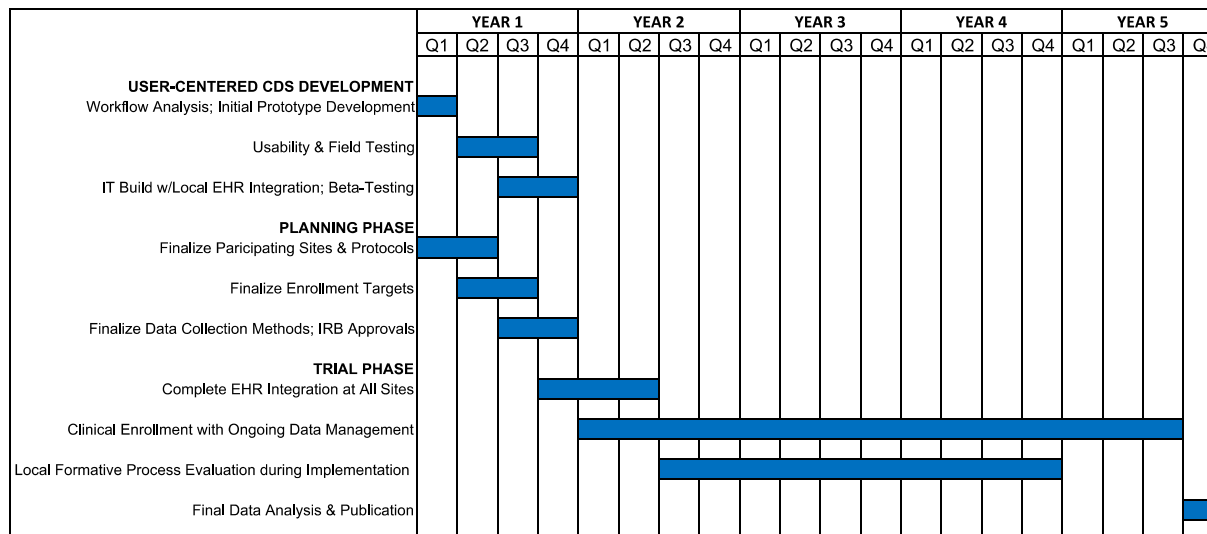 YEAR 1 YEAR 2 YEAR 3 YEAR 4 YEAR 5
Q1 Q2 Q3 Q4 Q1 Q2 Q3 Q4 Q1 Q2 Q3 Q4 Q1 Q2 Q3 Q4 Q1 Q2 Q3
USER-CENTERED CDS DEVELOPMENT
Workflow Analysis; Initial Prototype Development
Usability & Field Testing
IT Build w/Local EHR Integration; Beta-Testing
PLANNING PHASE
Finalize Paricipating Sites & Protocols
Finalize Enrollment Targets
Finalize Data Collection Methods; IRB Approvals
TRIAL PHASE
Complete EHR Integration at All Sites
Clinical Enrollment with Ongoing Data Management
Local Formative Process Evaluation during Implementation
Final Data Analysis & Publication